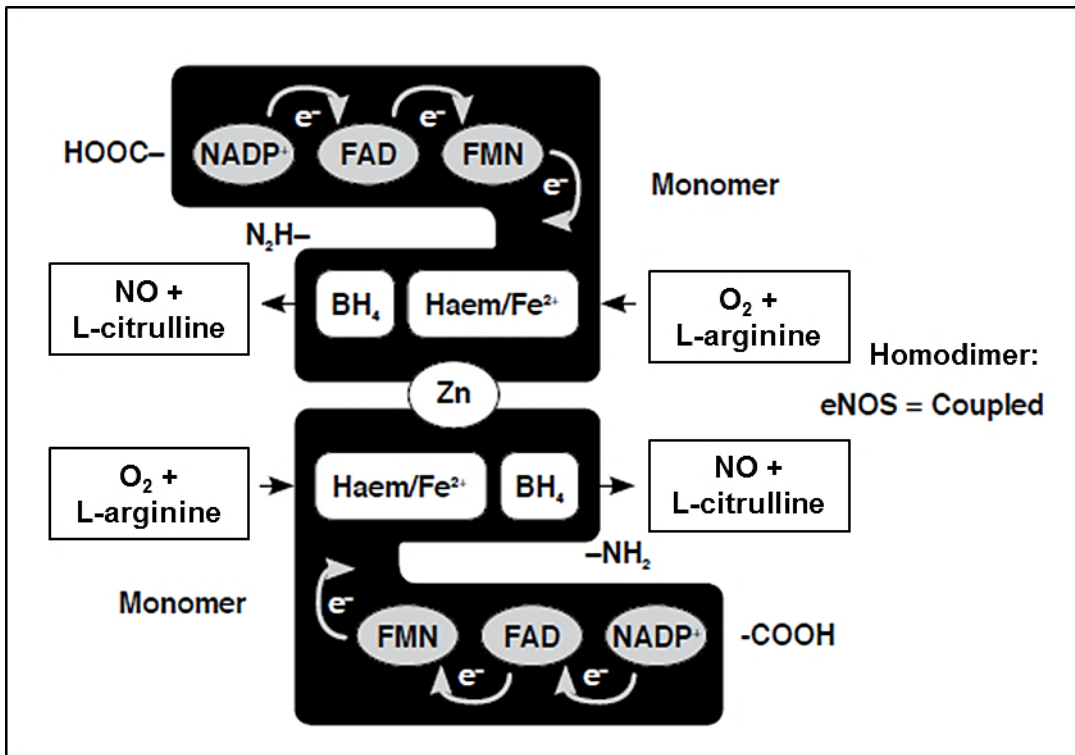 e⁻ e⁻
HOOC– NADP⁺ FAD FMN
e⁻
Monomer
N₂H–
NO +
L-citrulline
BH₄ Haem/Fe²⁺
O₂ +
L-arginine
Homodimer:
eNOS = Coupled
Zn
O₂ +
L-arginine
Haem/Fe²⁺ BH₄
NO +
L-citrulline
–NH₂
Monomer
e⁻
FMN FAD NADP⁺ -COOH
e⁻ e⁻